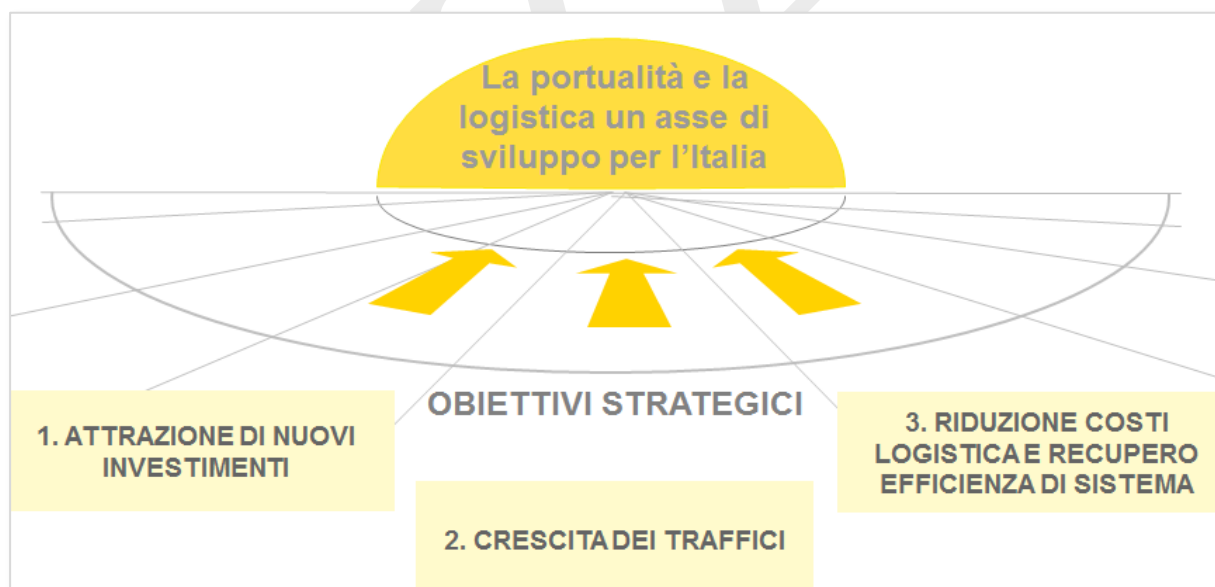 La portualità e la
logistica un asse di
sviluppo per l'Italia
OBIETTIVI STRATEGICI
1. ATTRAZIONE DI NUOVI
INVESTIMENTI
2. CRESCITA DEI TRAFFICI
3. RIDUZIONE COSTI
LOGISTICA E RECUPERO
EFFICIENZA DI SISTEMA